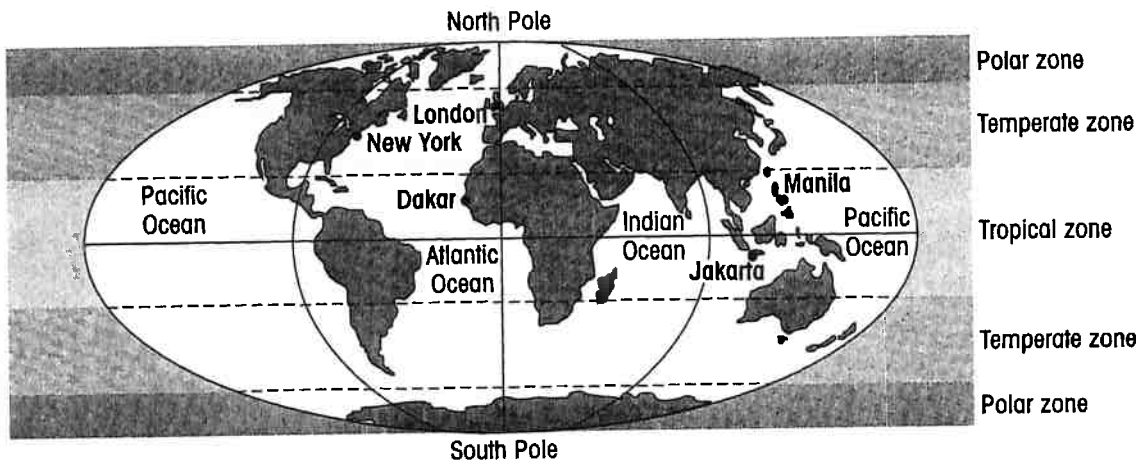 North Pole
Polar zone
London
Temperate zone
New York
Pacific
Ocean
Dakar
Manila
Indian
Ocean
Pacific
Ocean
Tropical zone
Atlantic
Ocean
Jakarta
Temperate zone
Polar zone
South Pole